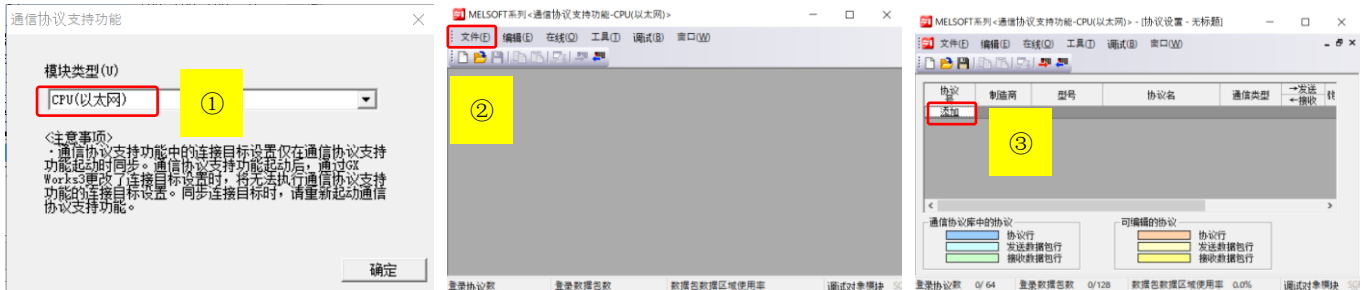 通信协议支持功能
模块类型(U)
CPU(以太网)
①
<注意事项>
・通信协议支持功能中的连接目标设置仅在通信协议支持
功能起动时同步。通信协议支持功能起动后，通过GX
Works3更改了连接目标设置时，将无法执行通信协议支持
功能的连接目标设置。同步连接目标时，请重新起动通信
协议支持功能。
确定
MELSOFT系列<通信协议支持功能-CPU(以太网)>
文件(F) 编辑(E) 在线(O) 工具(T) 调试(B) 窗口(W)
②
登录协议数 登录数据包数 数据包数据区域使用率 调试对象模块
MELSOFT系列<通信协议支持功能-CPU(以太网)> - [协议设置 - 无标题]
文件(F) 编辑(E) 在线(O) 工具(T) 调试(B) 窗口(W)
协议号 制造商 型号 协议名 通信类型 →发送
←接收
添加
③
通信协议库中的协议
协议行
发送数据包行
接收数据包行
可编辑的协议
协议行
发送数据包行
接收数据包行
登录协议数 0/ 64 登录数据包数 0/128 数据包数据区域使用率 0.0% 调试对象模块